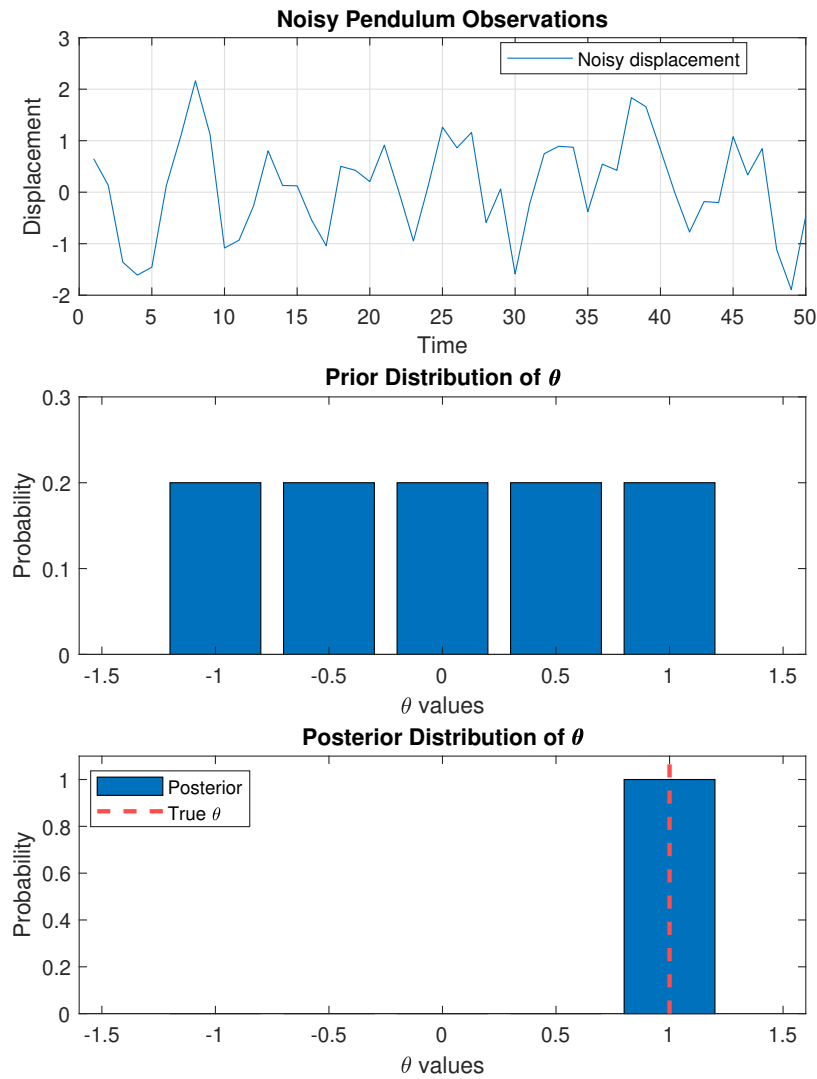 Noisy Pendulum Observations
3
2
1
0
-1
-2
Displacement
Noisy displacement
0 5 10 15 20 25 30 35 40 45 50
Time
Prior Distribution of θ
0.3
0.2
0.1
0
Probability
-1.5 -1 -0.5 0 0.5 1 1.5
θ values
Posterior Distribution of θ
1
0.8
0.6
0.4
0.2
0
Probability
Posterior
True θ
-1.5 -1 -0.5 0 0.5 1 1.5
θ values